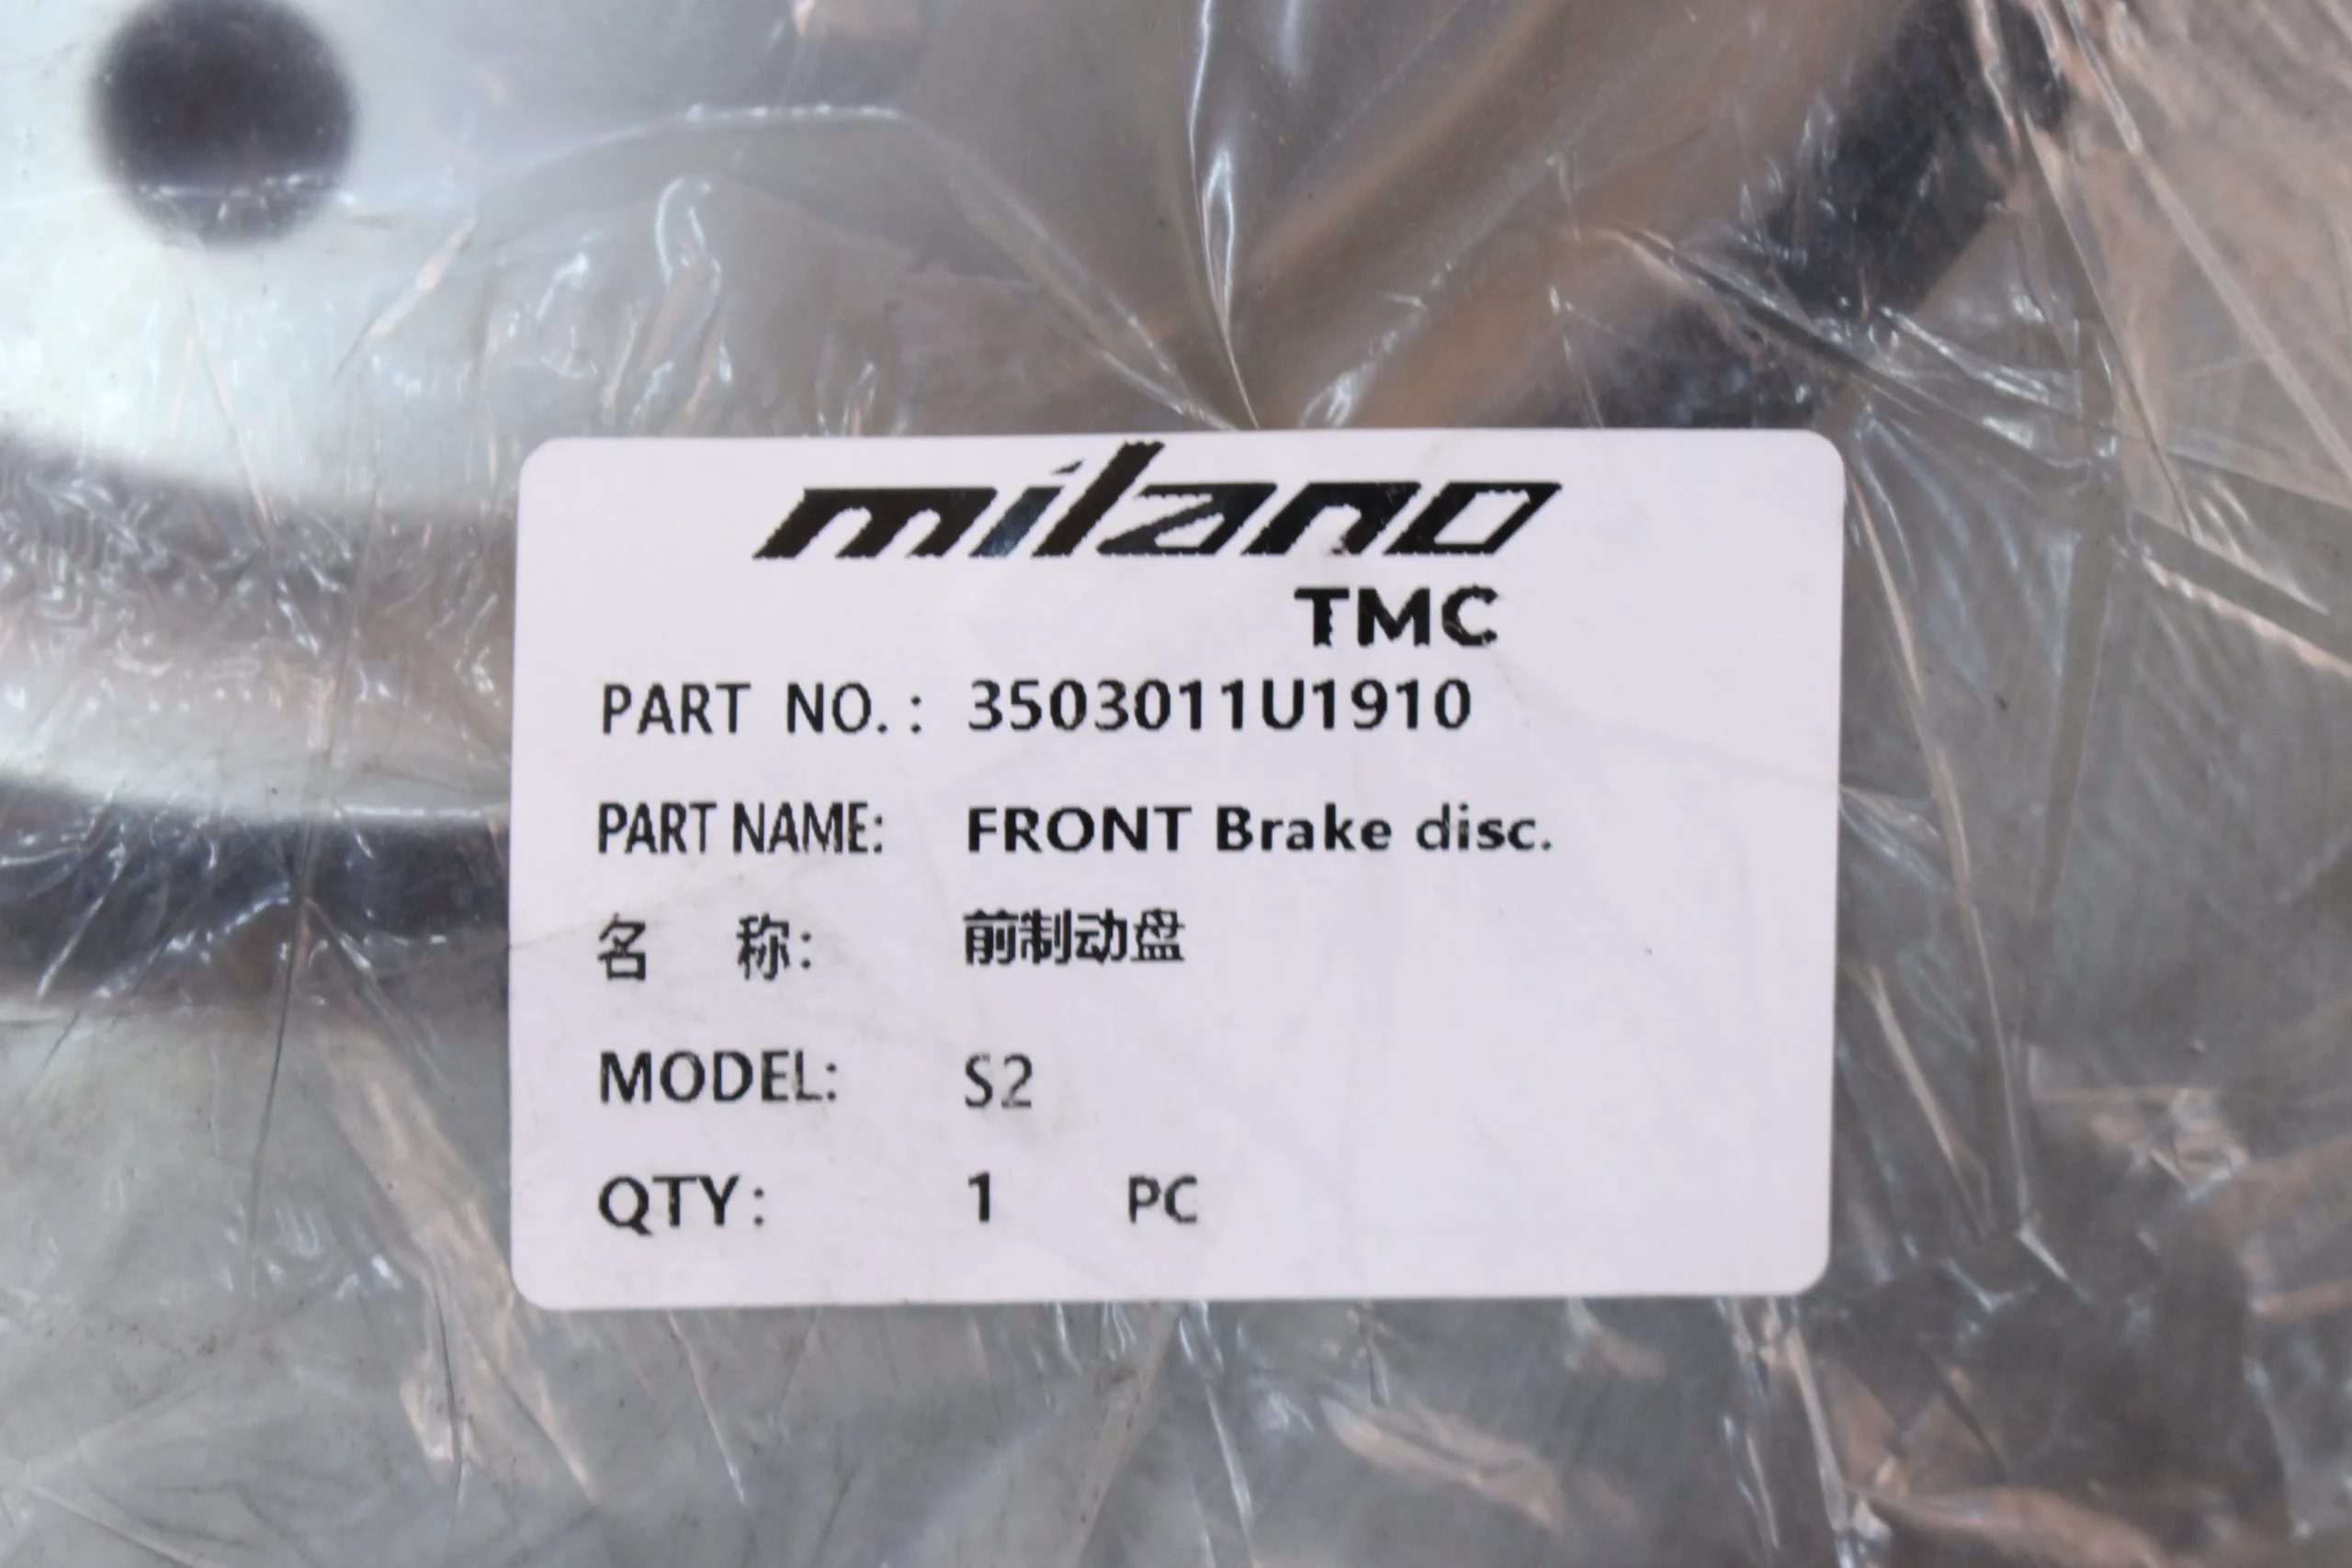 milano
TMC
PART NO.: 3503011U1910
PART NAME: FRONT Brake disc.
名 称: 前制动盘
MODEL: S2
QTY: 1 PC